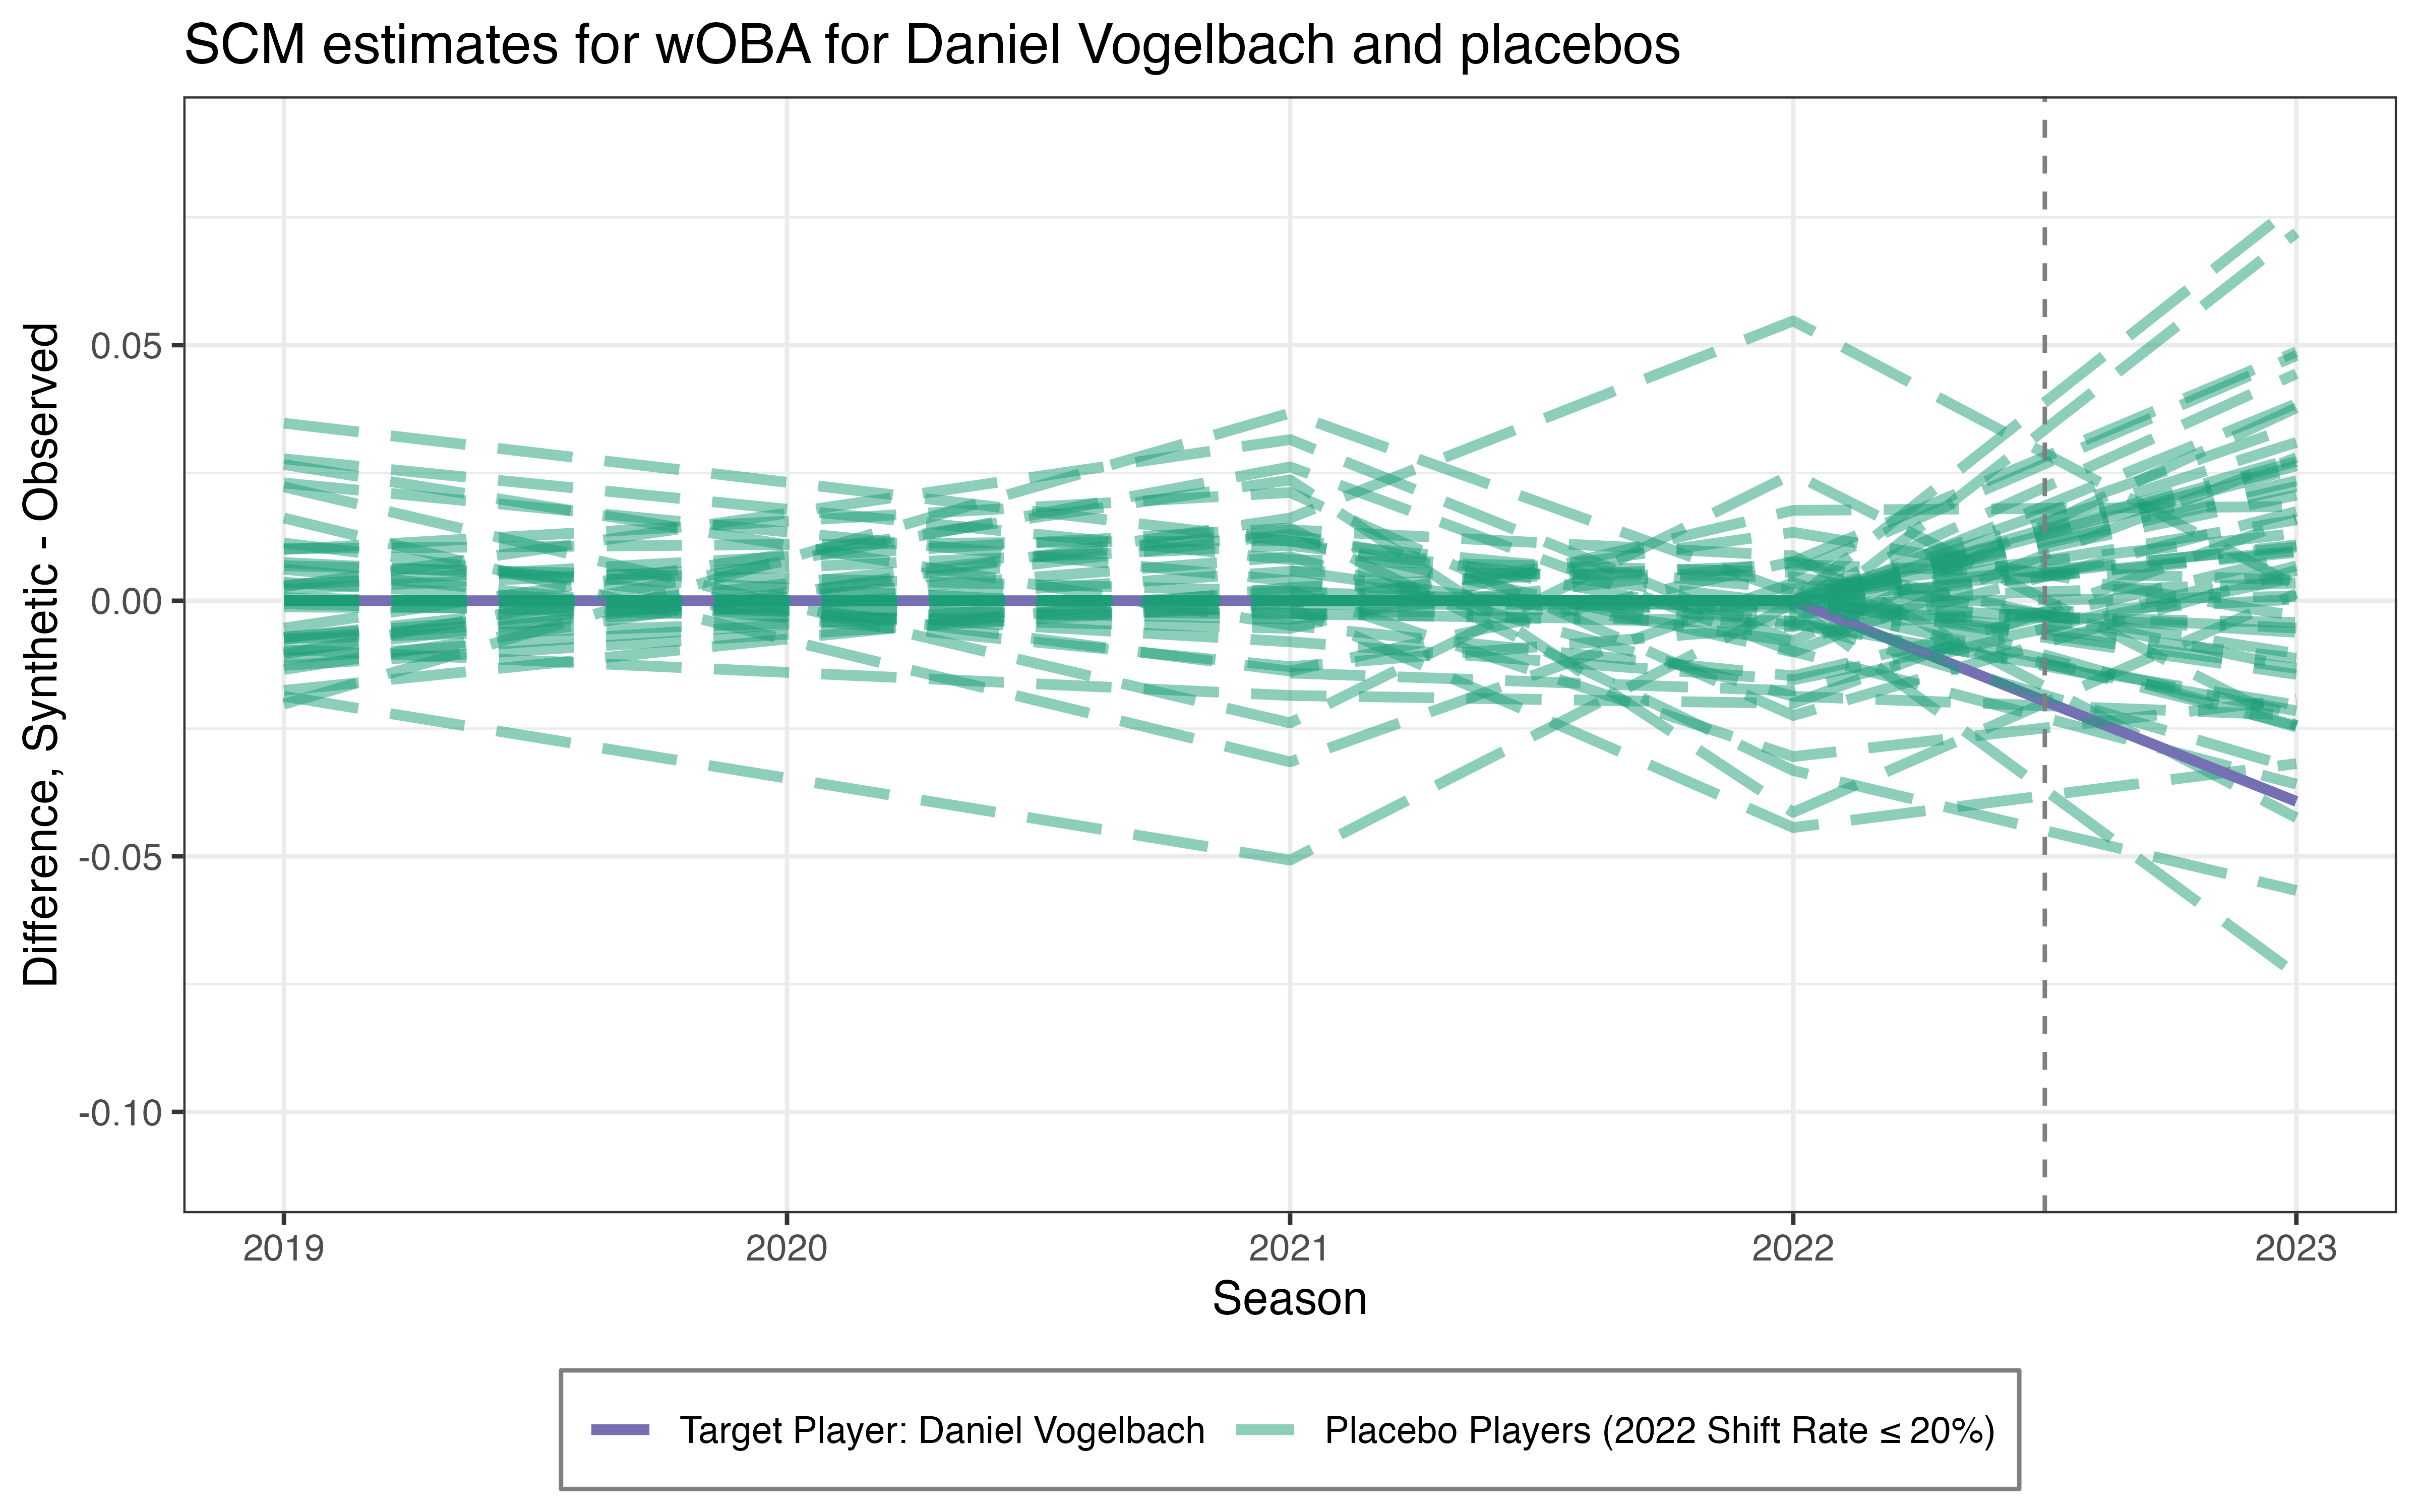 SCM estimates for wOBA for Daniel Vogelbach and placebos
Difference, Synthetic - Observed
0.05
0.00
-0.05
-0.10
2019 2020 2021 2022 2023
Season
Target Player: Daniel Vogelbach Placebo Players (2022 Shift Rate ≤ 20%)